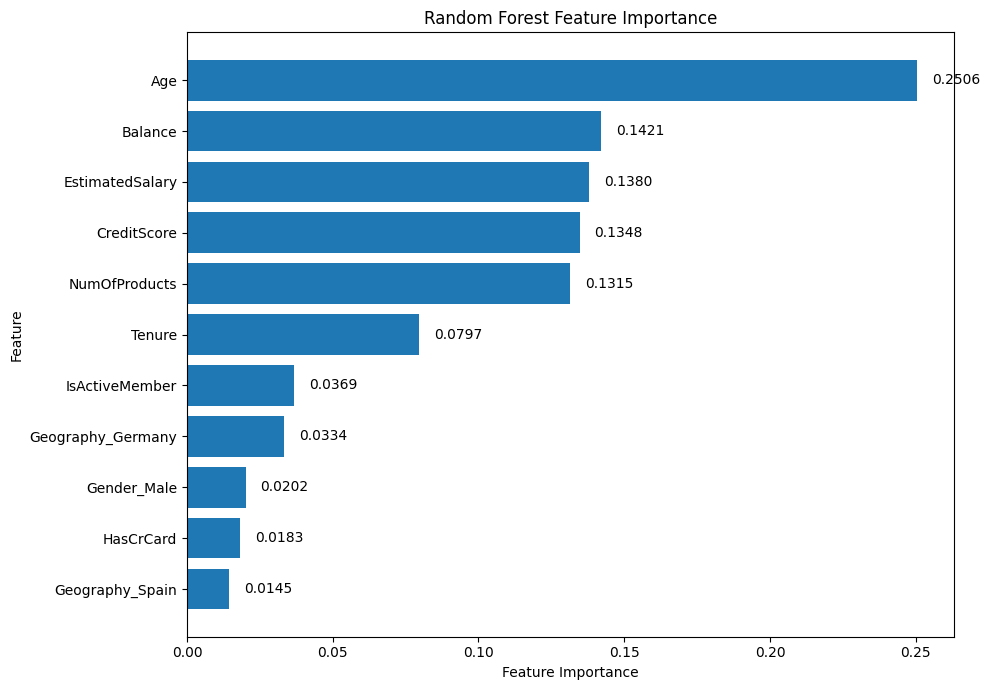 Random Forest Feature Importance
Feature
Age
0.2506
Balance
0.1421
EstimatedSalary
0.1380
CreditScore
0.1348
NumOfProducts
0.1315
Tenure
0.0797
IsActiveMember
0.0369
Geography_Germany
0.0334
Gender_Male
0.0202
HasCrCard
0.0183
Geography_Spain
0.0145
0.00 0.05 0.10 0.15 0.20 0.25
Feature Importance